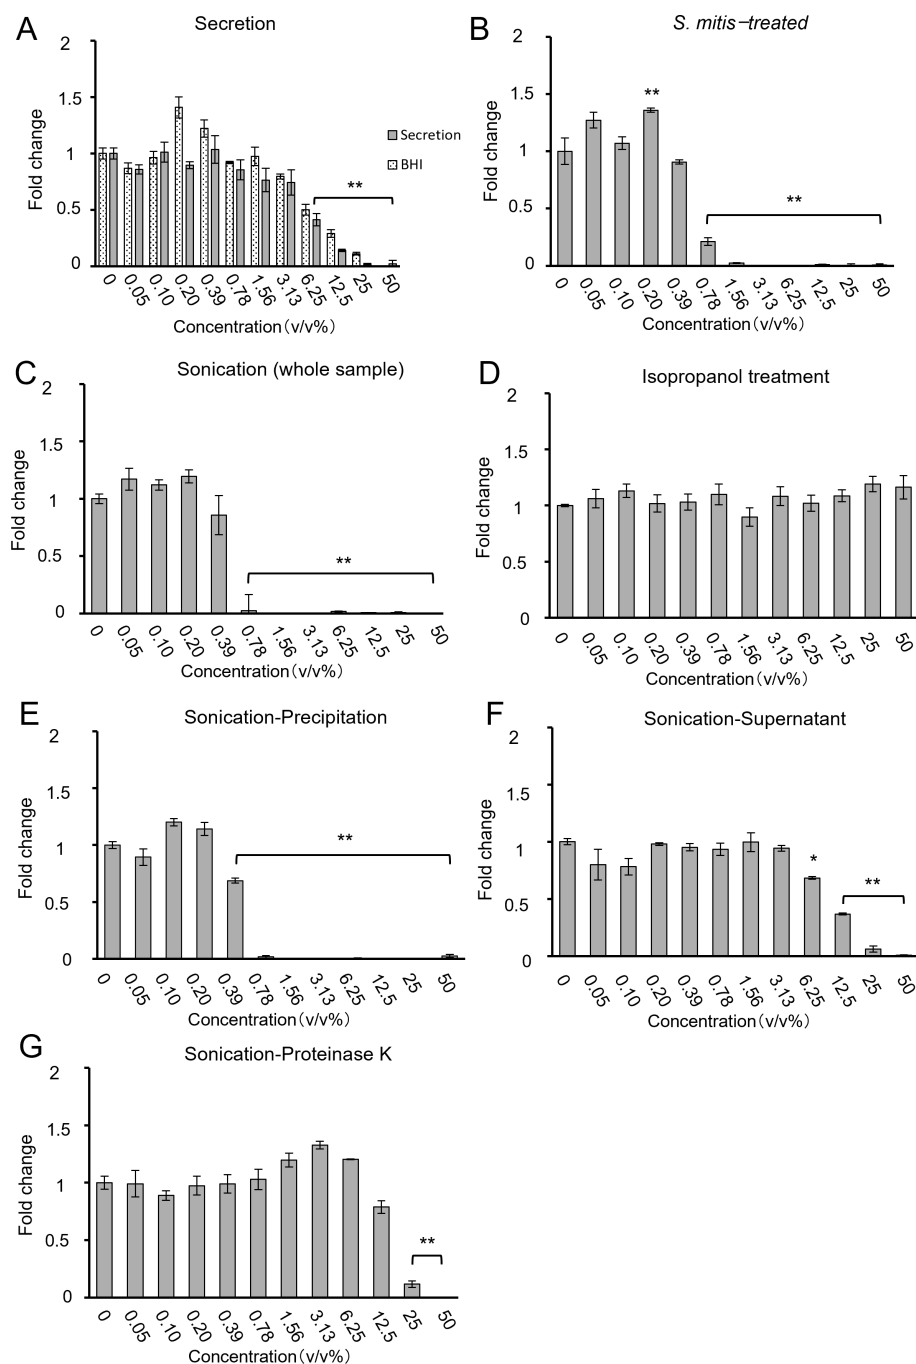 A
Secretion
2
1.5
1
0.5
0
Fold change
**
Secretion
BHI
0 0.05 0.10 0.20 0.39 0.78 1.56 3.13 6.25 12.5 25 50
Concentration (v/v%)
B
S. mitis−treated
2
1.5
1
0.5
0
Fold change
**
**
0 0.05 0.10 0.20 0.39 0.78 1.56 3.13 6.25 12.5 25 50
Concentration (v/v%)
C
Sonication (whole sample)
2
1.5
1
0.5
0
Fold change
**
0 0.05 0.10 0.20 0.39 0.78 1.56 3.13 6.25 12.5 25 50
Concentration (v/v%)
D
Isopropanol treatment
2
1.5
1
0.5
0
Fold change
0 0.05 0.10 0.20 0.39 0.78 1.56 3.13 6.25 12.5 25 50
Concentration (v/v%)
E
Sonication-Precipitation
2
1.5
1
0.5
0
Fold change
**
0 0.05 0.10 0.20 0.39 0.78 1.56 3.13 6.25 12.5 25 50
Concentration (v/v%)
F
Sonication-Supernatant
2
1.5
1
0.5
0
Fold change
*
**
0 0.05 0.10 0.20 0.39 0.78 1.56 3.13 6.25 12.5 25 50
Concentration (v/v%)
G
Sonication-Proteinase K
2
1.5
1
0.5
0
Fold change
**
0 0.05 0.10 0.20 0.39 0.78 1.56 3.13 6.25 12.5 25 50
Concentration (v/v%)